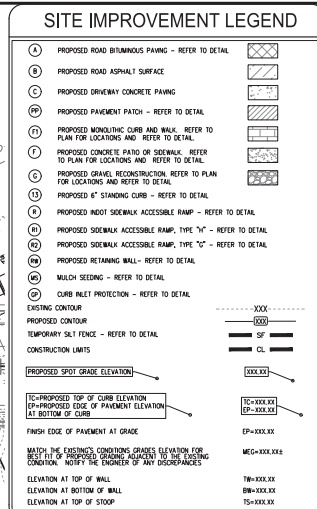 SITE IMPROVEMENT LEGEND
A PROPOSED ROAD BITUMINOUS PAVING - REFER TO DETAIL
B PROPOSED ROAD ASPHALT SURFACE
C PROPOSED DRIVEWAY CONCRETE PAVING
PP PROPOSED PAVEMENT PATCH - REFER TO DETAIL
F1 PROPOSED MONOLITHIC CURB AND WALK. REFER TO
PLAN FOR LOCATIONS AND REFER TO DETAIL.
F PROPOSED CONCRETE PATIO OR SIDEWALK. REFER
TO PLAN FOR LOCATIONS AND REFER TO DETAIL.
G PROPOSED GRAVEL RECONSTRUCTION. REFER TO PLAN
FOR LOCATIONS AND REFER TO DETAIL
13 PROPOSED 6" STANDING CURB - REFER TO DETAIL
R PROPOSED INDOT SIDEWALK ACCESSIBLE RAMP - REFER TO DETAIL
R1 PROPOSED SIDEWALK ACCESSIBLE RAMP, TYPE "H" - REFER TO DETAIL
R2 PROPOSED SIDEWALK ACCESSIBLE RAMP, TYPE "G" - REFER TO DETAIL
RW PROPOSED RETAINING WALL- REFER TO DETAIL
MS MULCH SEEDING - REFER TO DETAIL
GP CURB INLET PROTECTION - REFER TO DETAIL
EXISTING CONTOUR XXX
PROPOSED CONTOUR XXX
TEMPORARY SILT FENCE - REFER TO DETAIL SF
CONSTRUCTION LIMITS CL
PROPOSED SPOT GRADE ELEVATION XXX.XX
TC=PROPOSED TOP OF CURB ELEVATION TC=XXX.XX
EP=PROPOSED EDGE OF PAVEMENT ELEVATION EP=XXX.XX
AT BOTTOM OF CURB
FINISH EDGE OF PAVEMENT AT GRADE EP=XXX.XX
MATCH THE EXISTING'S CONDITIONS GRADES ELEVATION FOR
BEST FIT OF PROPOSED GRADING ADJACENT TO THE EXISTING MEG=XXX.XX±
CONDITION. NOTIFY THE ENGINEER OF ANY DISCREPANCIES
ELEVATION AT TOP OF WALL TW=XXX.XX
ELEVATION AT BOTTOM OF WALL BW=XXX.XX
ELEVATION AT TOP OF STOOP TS=XXX.XX